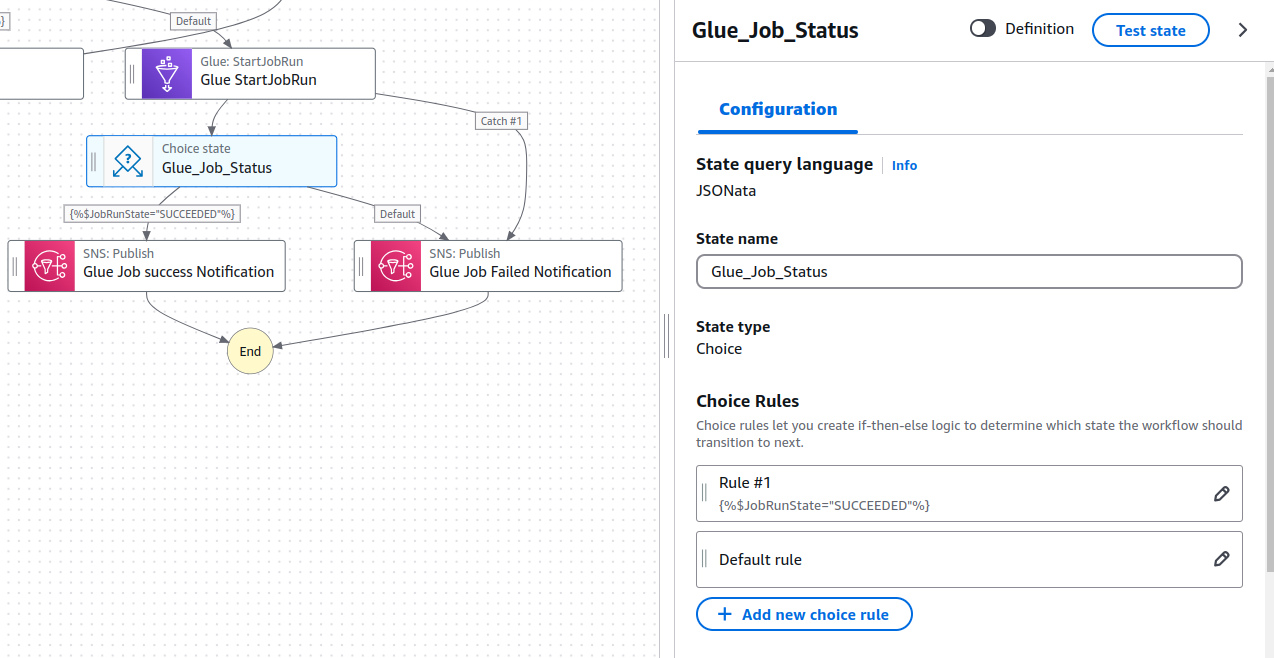 }
Default
Glue: StartJobRun
Glue StartJobRun
Catch #1
Choice state
Glue_Job_Status
{%$JobRunState="SUCCEEDED"%}
Default
SNS: Publish
Glue Job success Notification
SNS: Publish
Glue Job Failed Notification
End
Glue_Job_Status
Definition
Test state
Configuration
State query language
Info
JSONata
State name
Glue_Job_Status
State type
Choice
Choice Rules
Choice rules let you create if-then-else logic to determine which state the workflow should
transition to next.
Rule #1
{%$JobRunState="SUCCEEDED"%}
Default rule
+ Add new choice rule